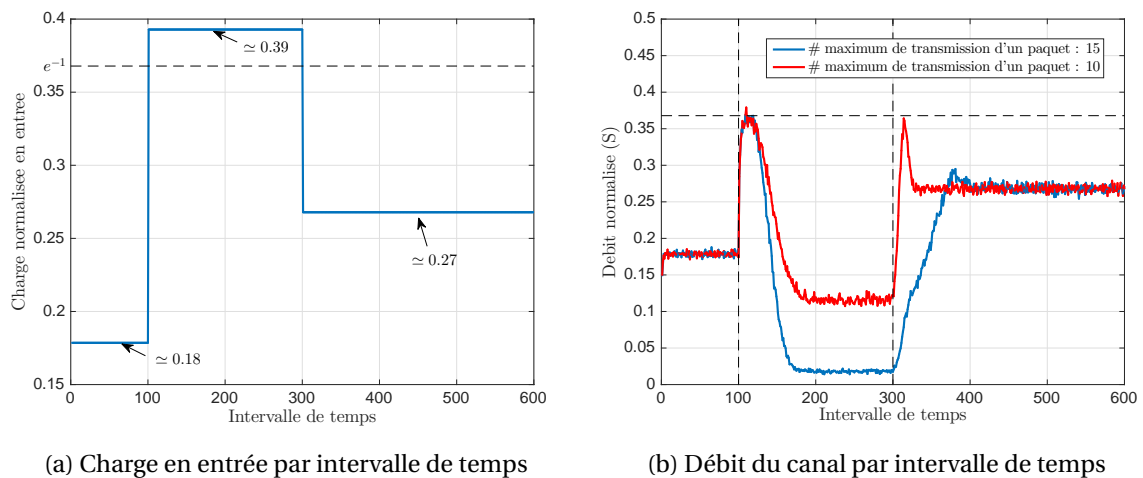 0.4
e⁻¹
0.35
0.3
0.25
0.2
0.15
Charge normalisee en entree
≃ 0.39
≃ 0.27
≃ 0.18
0 100 200 300 400 500 600
Intervalle de temps
(a) Charge en entrée par intervalle de temps
0.5
0.45
0.4
0.35
0.3
0.25
0.2
0.15
0.1
0.05
0
Debit normalise (S)
# maximum de transmission d'un paquet : 15
# maximum de transmission d'un paquet : 10
0 100 200 300 400 500 600
Intervalle de temps
(b) Débit du canal par intervalle de temps